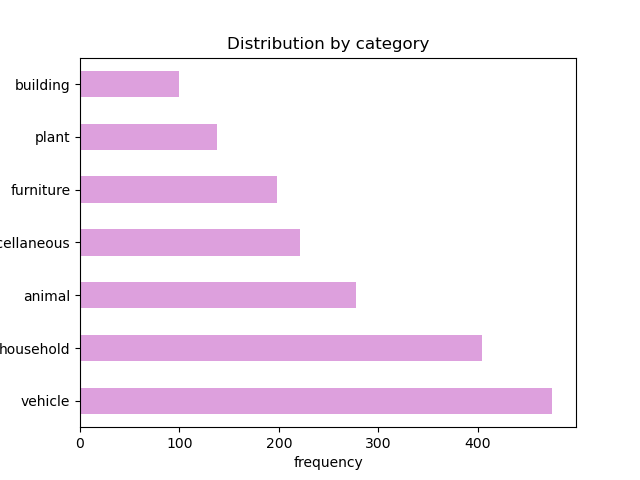 Distribution by category
building
plant
furniture
cellaneous
animal
household
vehicle
0 100 200 300 400
frequency